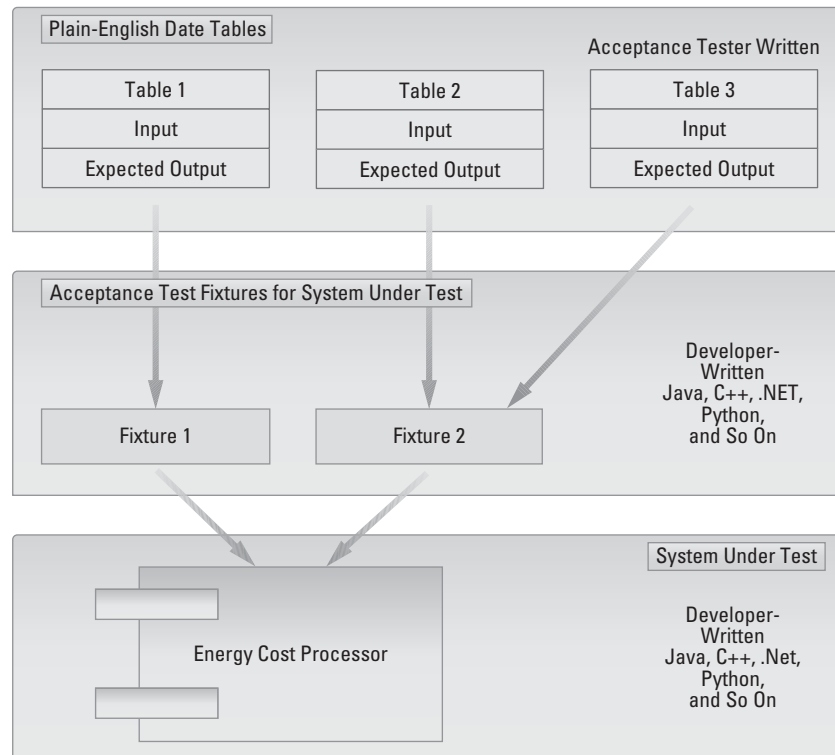 Plain-English Date Tables
Acceptance Tester Written
Table 1
Input
Expected Output
Table 2
Input
Expected Output
Table 3
Input
Expected Output
Acceptance Test Fixtures for System Under Test
Developer-
Written
Java, C++, .NET,
Python,
and So On
Fixture 1
Fixture 2
System Under Test
Developer-
Written
Java, C++, .Net,
Python,
and So On
Energy Cost Processor